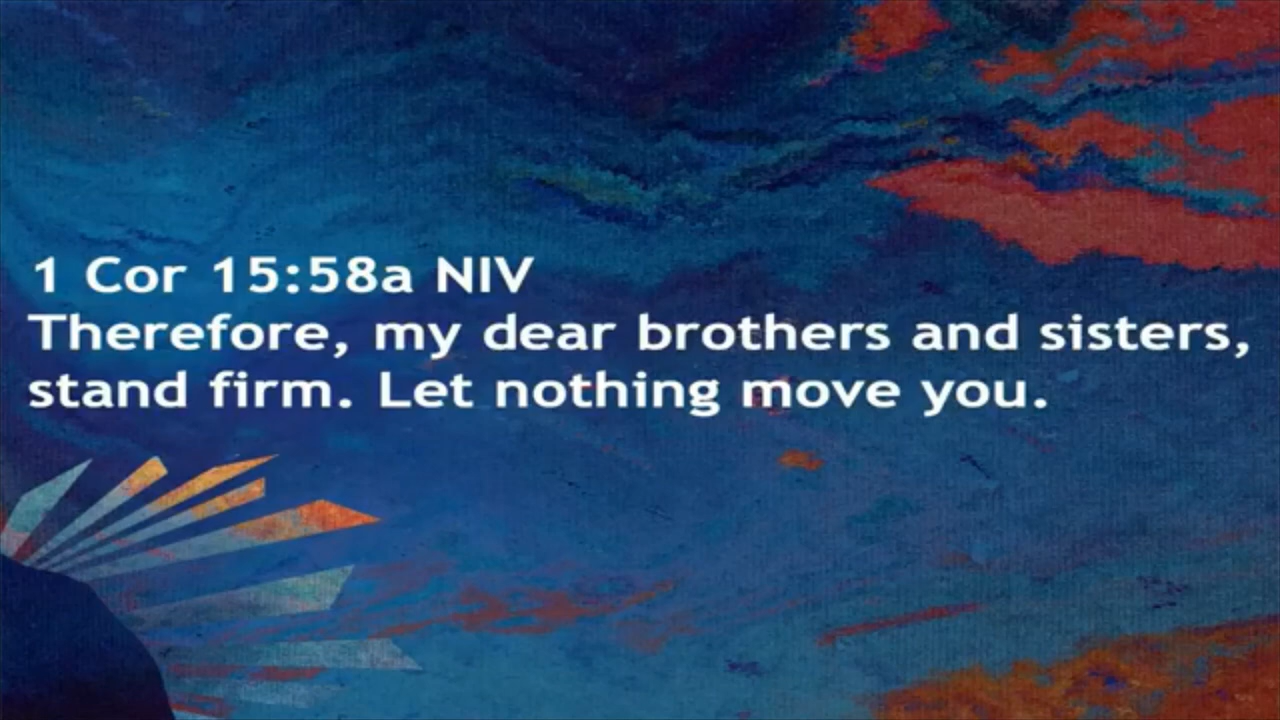 1 Cor 15:58a NIV
Therefore, my dear brothers and sisters,
stand firm. Let nothing move you.